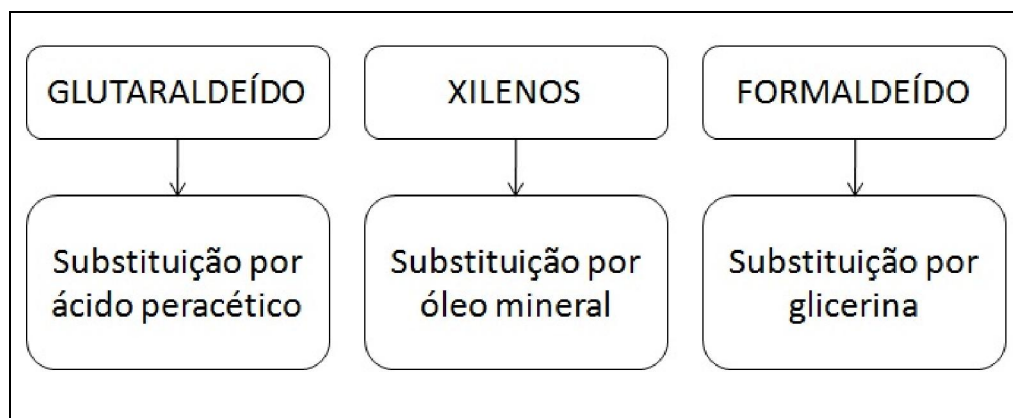 GLUTARALDEÍDO
XILENOS
FORMALDEÍDO
Substituição por
ácido peracético
Substituição por
óleo mineral
Substituição por
glicerina